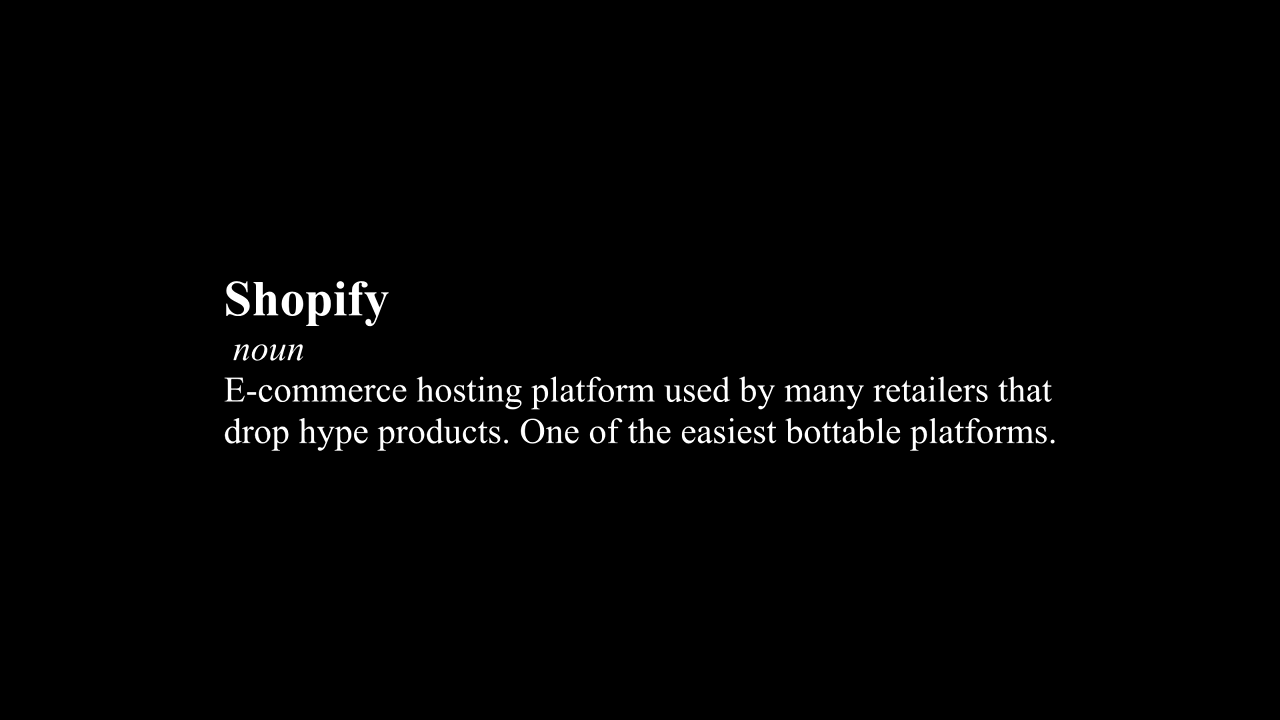 Shopify
noun
E-commerce hosting platform used by many retailers that
drop hype products. One of the easiest bottable platforms.